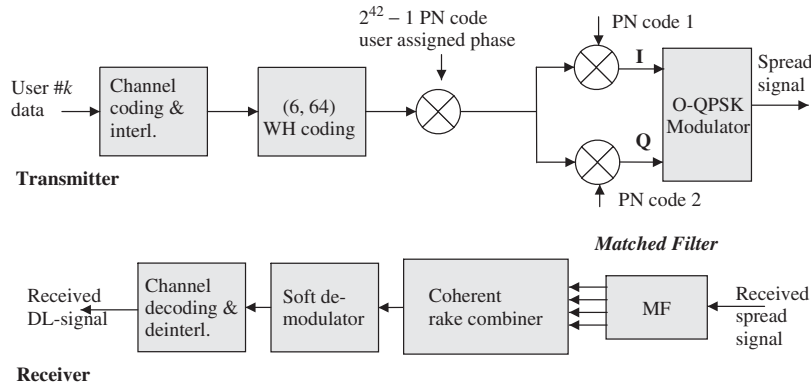 2^42 – 1 PN code
user assigned phase
PN code 1
User #k
data
Channel
coding &
interl.
(6, 64)
WH coding
I
Q
O-QPSK
Modulator
Spread
signal
Transmitter
PN code 2
Matched Filter
Received
DL-signal
Channel
decoding &
deinterl.
Soft de-
modulator
Coherent
rake combiner
MF
Received
spread
signal
Receiver